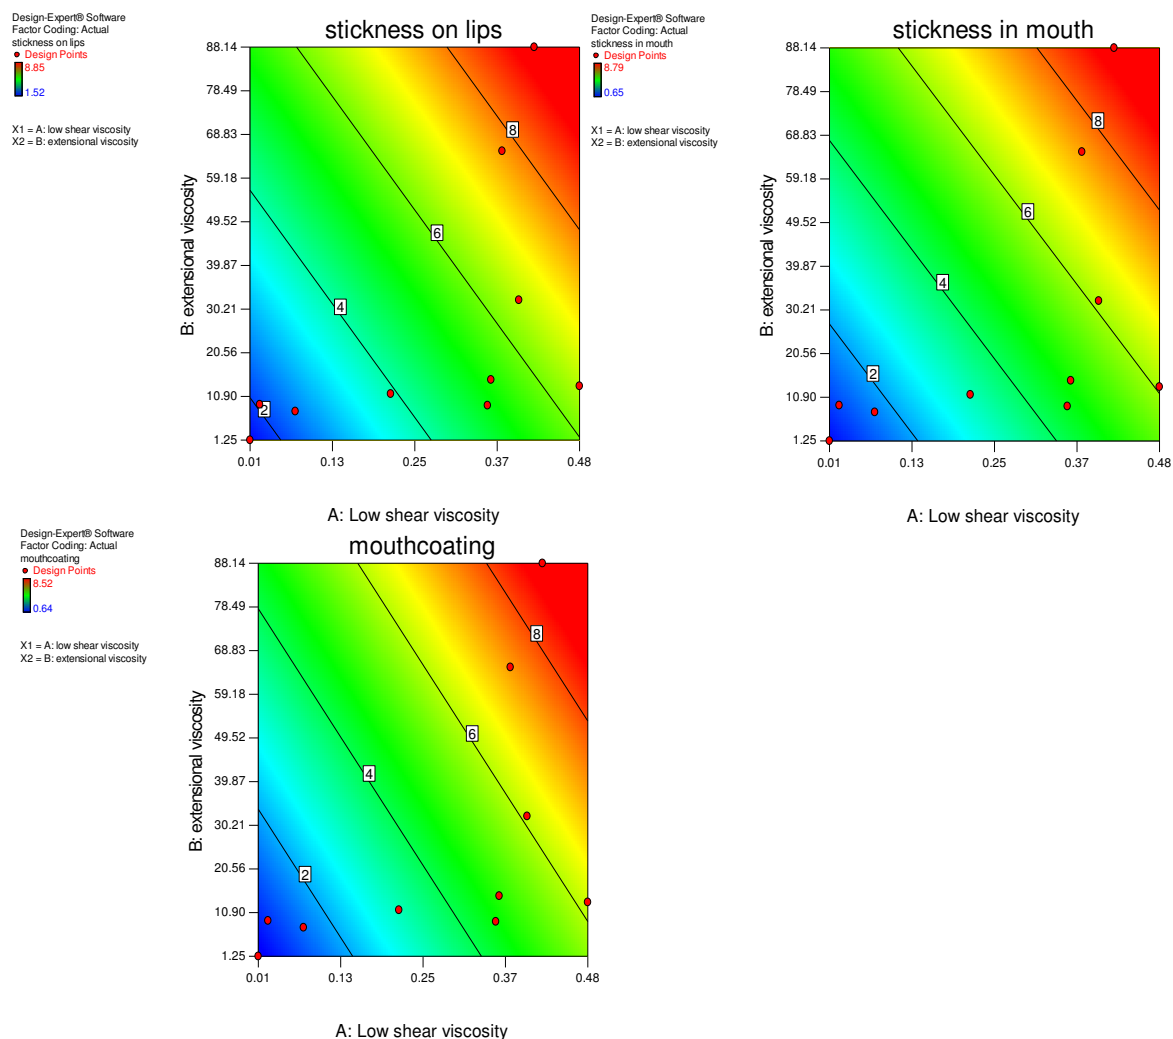 Design-Expert® Software
Factor Coding: Actual
stickness on lips
Design Points
8.85
1.52
X1 = A: low shear viscosity
X2 = B: extensional viscosity
stickness on lips
88.14
78.49
68.83
59.18
49.52
39.87
30.21
20.56
10.90
1.25
B: extensional viscosity
2
4
6
8
0.01 0.13 0.25 0.37 0.48
A: Low shear viscosity
Design-Expert® Software
Factor Coding: Actual
stickness in mouth
Design Points
8.79
0.65
X1 = A: low shear viscosity
X2 = B: extensional viscosity
stickness in mouth
88.14
78.49
68.83
59.18
49.52
39.87
30.21
20.56
10.90
1.25
B: extensional viscosity
2
4
6
8
0.01 0.13 0.25 0.37 0.48
A: Low shear viscosity
Design-Expert® Software
Factor Coding: Actual
mouthcoating
Design Points
8.52
0.64
X1 = A: low shear viscosity
X2 = B: extensional viscosity
mouthcoating
88.14
78.49
68.83
59.18
49.52
39.87
30.21
20.56
10.90
1.25
B: extensional viscosity
2
4
6
8
0.01 0.13 0.25 0.37 0.48
A: Low shear viscosity